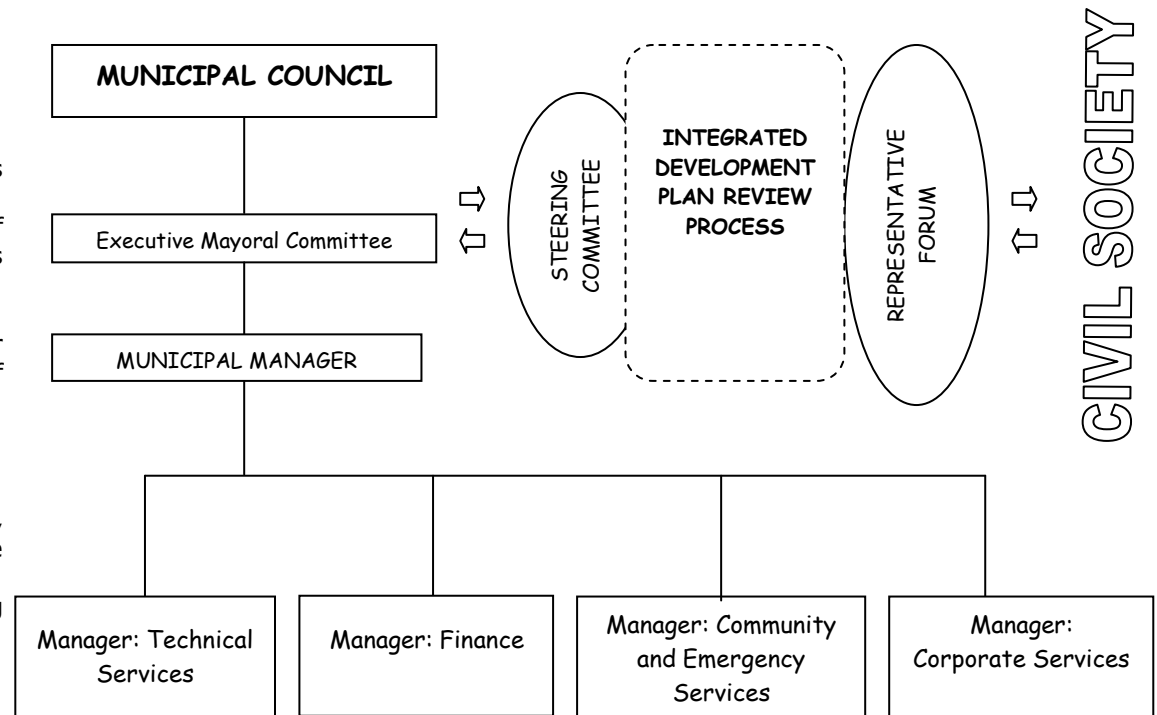 MUNICIPAL COUNCIL
Executive Mayoral Committee
MUNICIPAL MANAGER
STEERING
COMMITTEE
INTEGRATED
DEVELOPMENT
PLAN REVIEW
PROCESS
REPRESENTATIVE
FORUM
CIVIL SOCIETY
Manager: Technical
Services
Manager: Finance
Manager: Community
and Emergency
Services
Manager:
Corporate Services